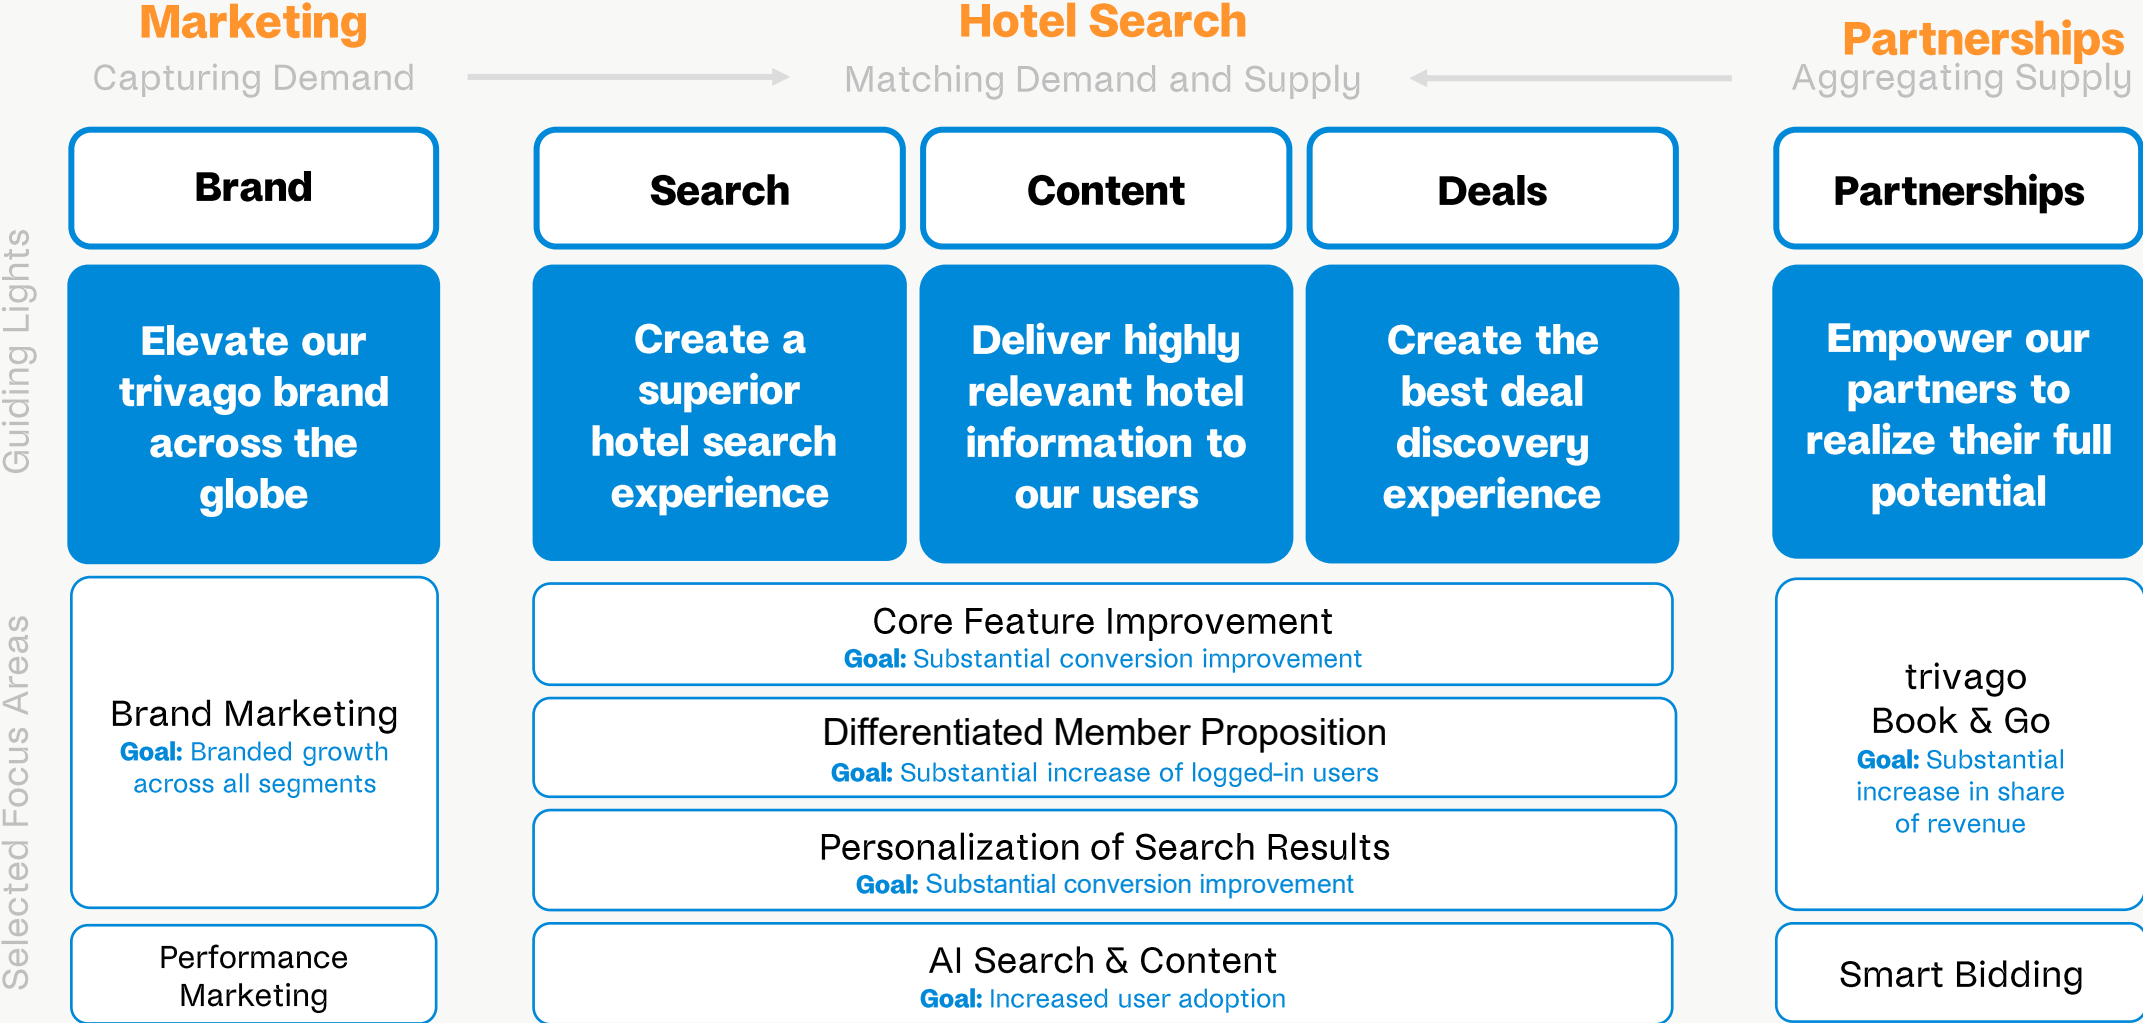 Marketing
Capturing Demand
Hotel Search
Matching Demand and Supply
Partnerships
Aggregating Supply
Guiding Lights
Brand
Search
Content
Deals
Partnerships
Elevate our
trivago brand
across the
globe
Create a
superior
hotel search
experience
Deliver highly
relevant hotel
information to
our users
Create the
best deal
discovery
experience
Empower our
partners to
realize their full
potential
Selected Focus Areas
Brand Marketing
Goal: Branded growth
across all segments
Performance
Marketing
Core Feature Improvement
Goal: Substantial conversion improvement
Differentiated Member Proposition
Goal: Substantial increase of logged-in users
Personalization of Search Results
Goal: Substantial conversion improvement
AI Search & Content
Goal: Increased user adoption
trivago
Book & Go
Goal: Substantial
increase in share
of revenue
Smart Bidding